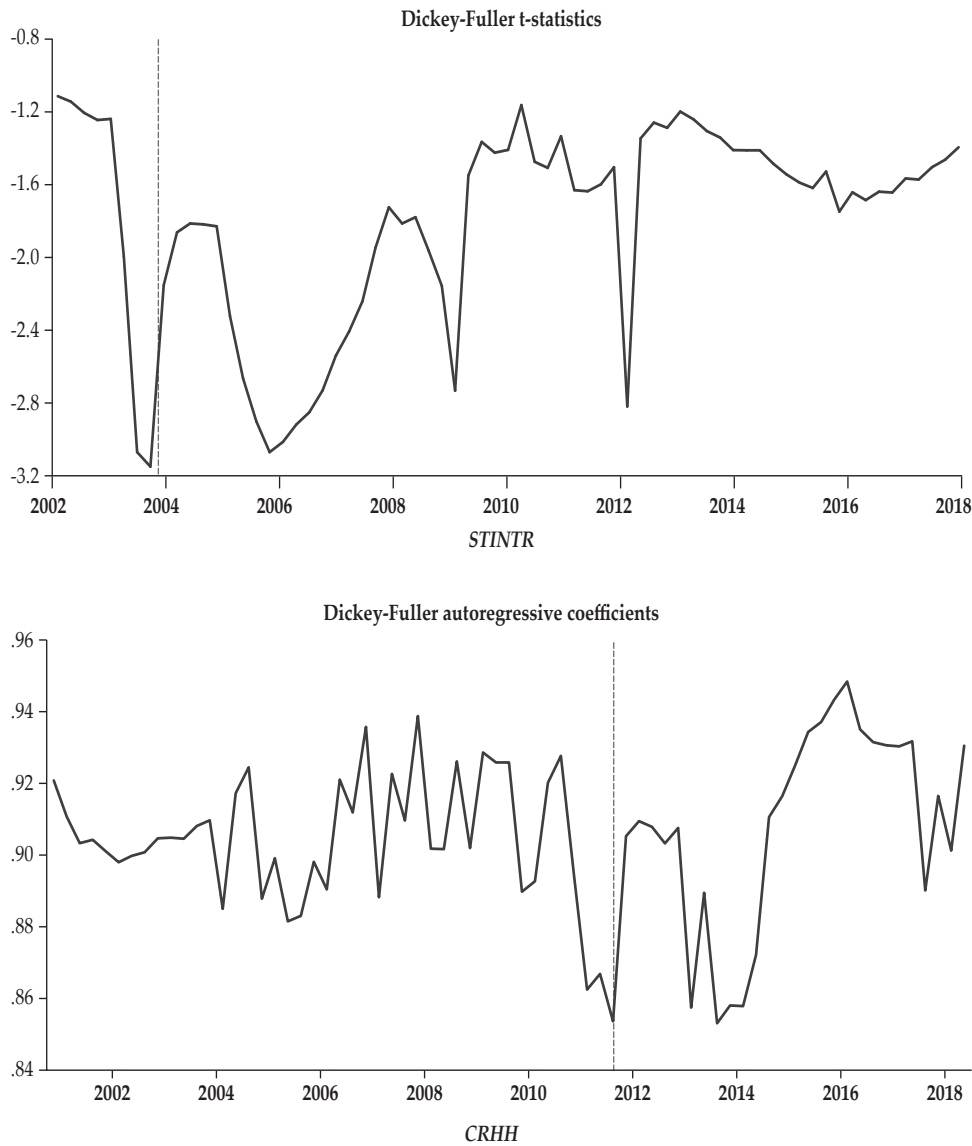 Dickey-Fuller t-statistics
-0.8
-1.2
-1.6
-2.0
-2.4
-2.8
-3.2
2002 2004 2006 2008 2010 2012 2014 2016 2018
STINTR
Dickey-Fuller autoregressive coefficients
.96
.94
.92
.90
.88
.86
.84
2002 2004 2006 2008 2010 2012 2014 2016 2018
CRHH